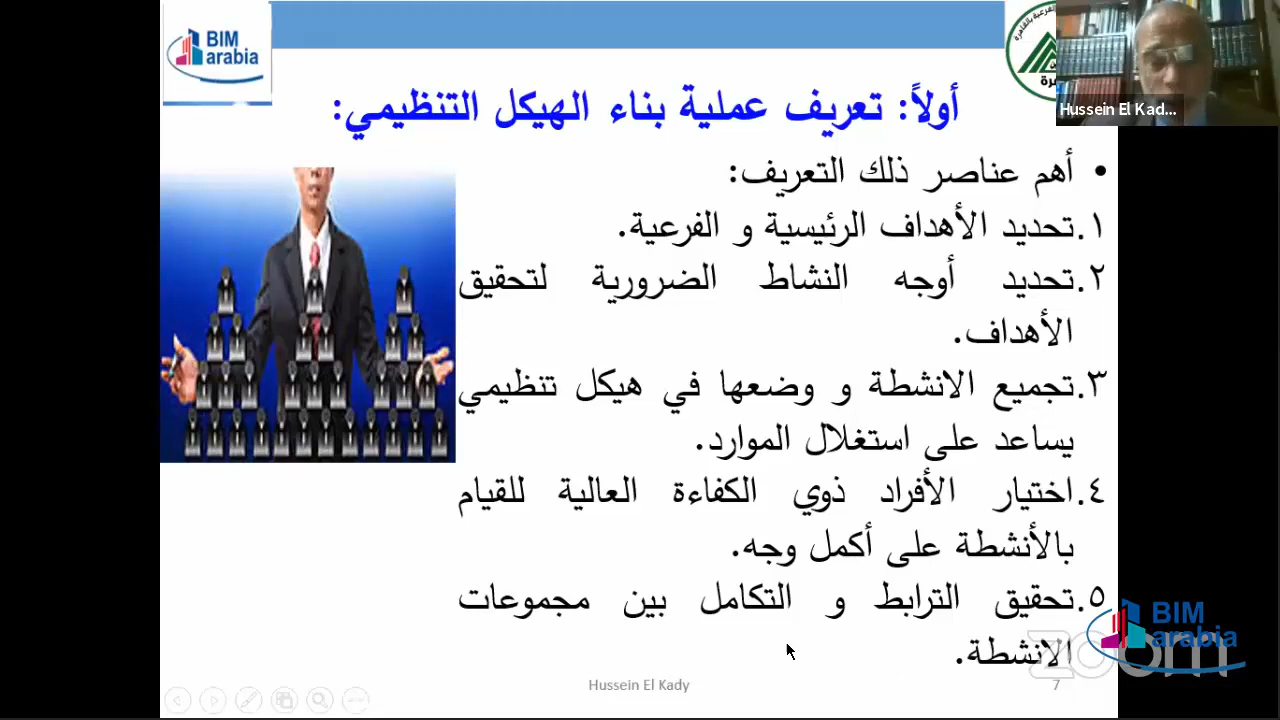 BIM
arabia
Hussein El Kad...
أولاً: تعريف عملية بناء الهيكل التنظيمي:
• أهم عناصر ذلك التعريف:
١.تحديد الأهداف الرئيسية و الفرعية.
٢.تحديد أوجه النشاط الضرورية لتحقيق
الأهداف.
٣.تجميع الانشطة و وضعها في هيكل تنظيمي
يساعد على استغلال الموارد.
٤.اختيار الأفراد ذوي الكفاءة العالية للقيام
بالأنشطة على أكمل وجه.
٥.تحقيق الترابط و التكامل بين مجموعات
الانشطة.
BIM
arabia
zoom
Hussein El Kady
7